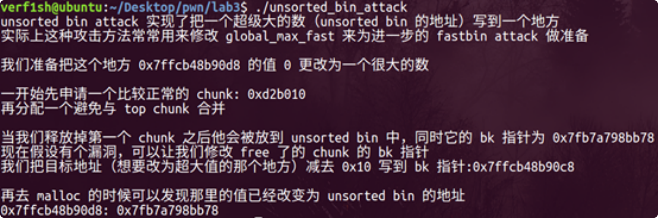 verf1sh@ubuntu:~/Desktop/pwn/lab3$ ./unsorted_bin_attack
unsorted bin attack 实现了把一个超级大的数（unsorted bin 的地址）写到一个地方
实际上这种攻击方法常常用来修改 global_max_fast 来为进一步的 fastbin attack 做准备
我们准备把这个地方 0x7ffcb48b90d8 的值 0 更改为一个很大的数
一开始先申请一个比较正常的 chunk: 0xd2b010
再分配一个避免与 top chunk 合并
当我们释放掉第一个 chunk 之后他会被放到 unsorted bin 中，同时它的 bk 指针为 0x7fb7a798bb78
现在假设有个漏洞，可以让我们修改 free 了的 chunk 的 bk 指针
我们把目标地址（想要改为超大值的那个地方）减去 0x10 写到 bk 指针:0x7ffcb48b90c8
再去 malloc 的时候可以发现那里的值已经改变为 unsorted bin 的地址
0x7ffcb48b90d8: 0x7fb7a798bb78